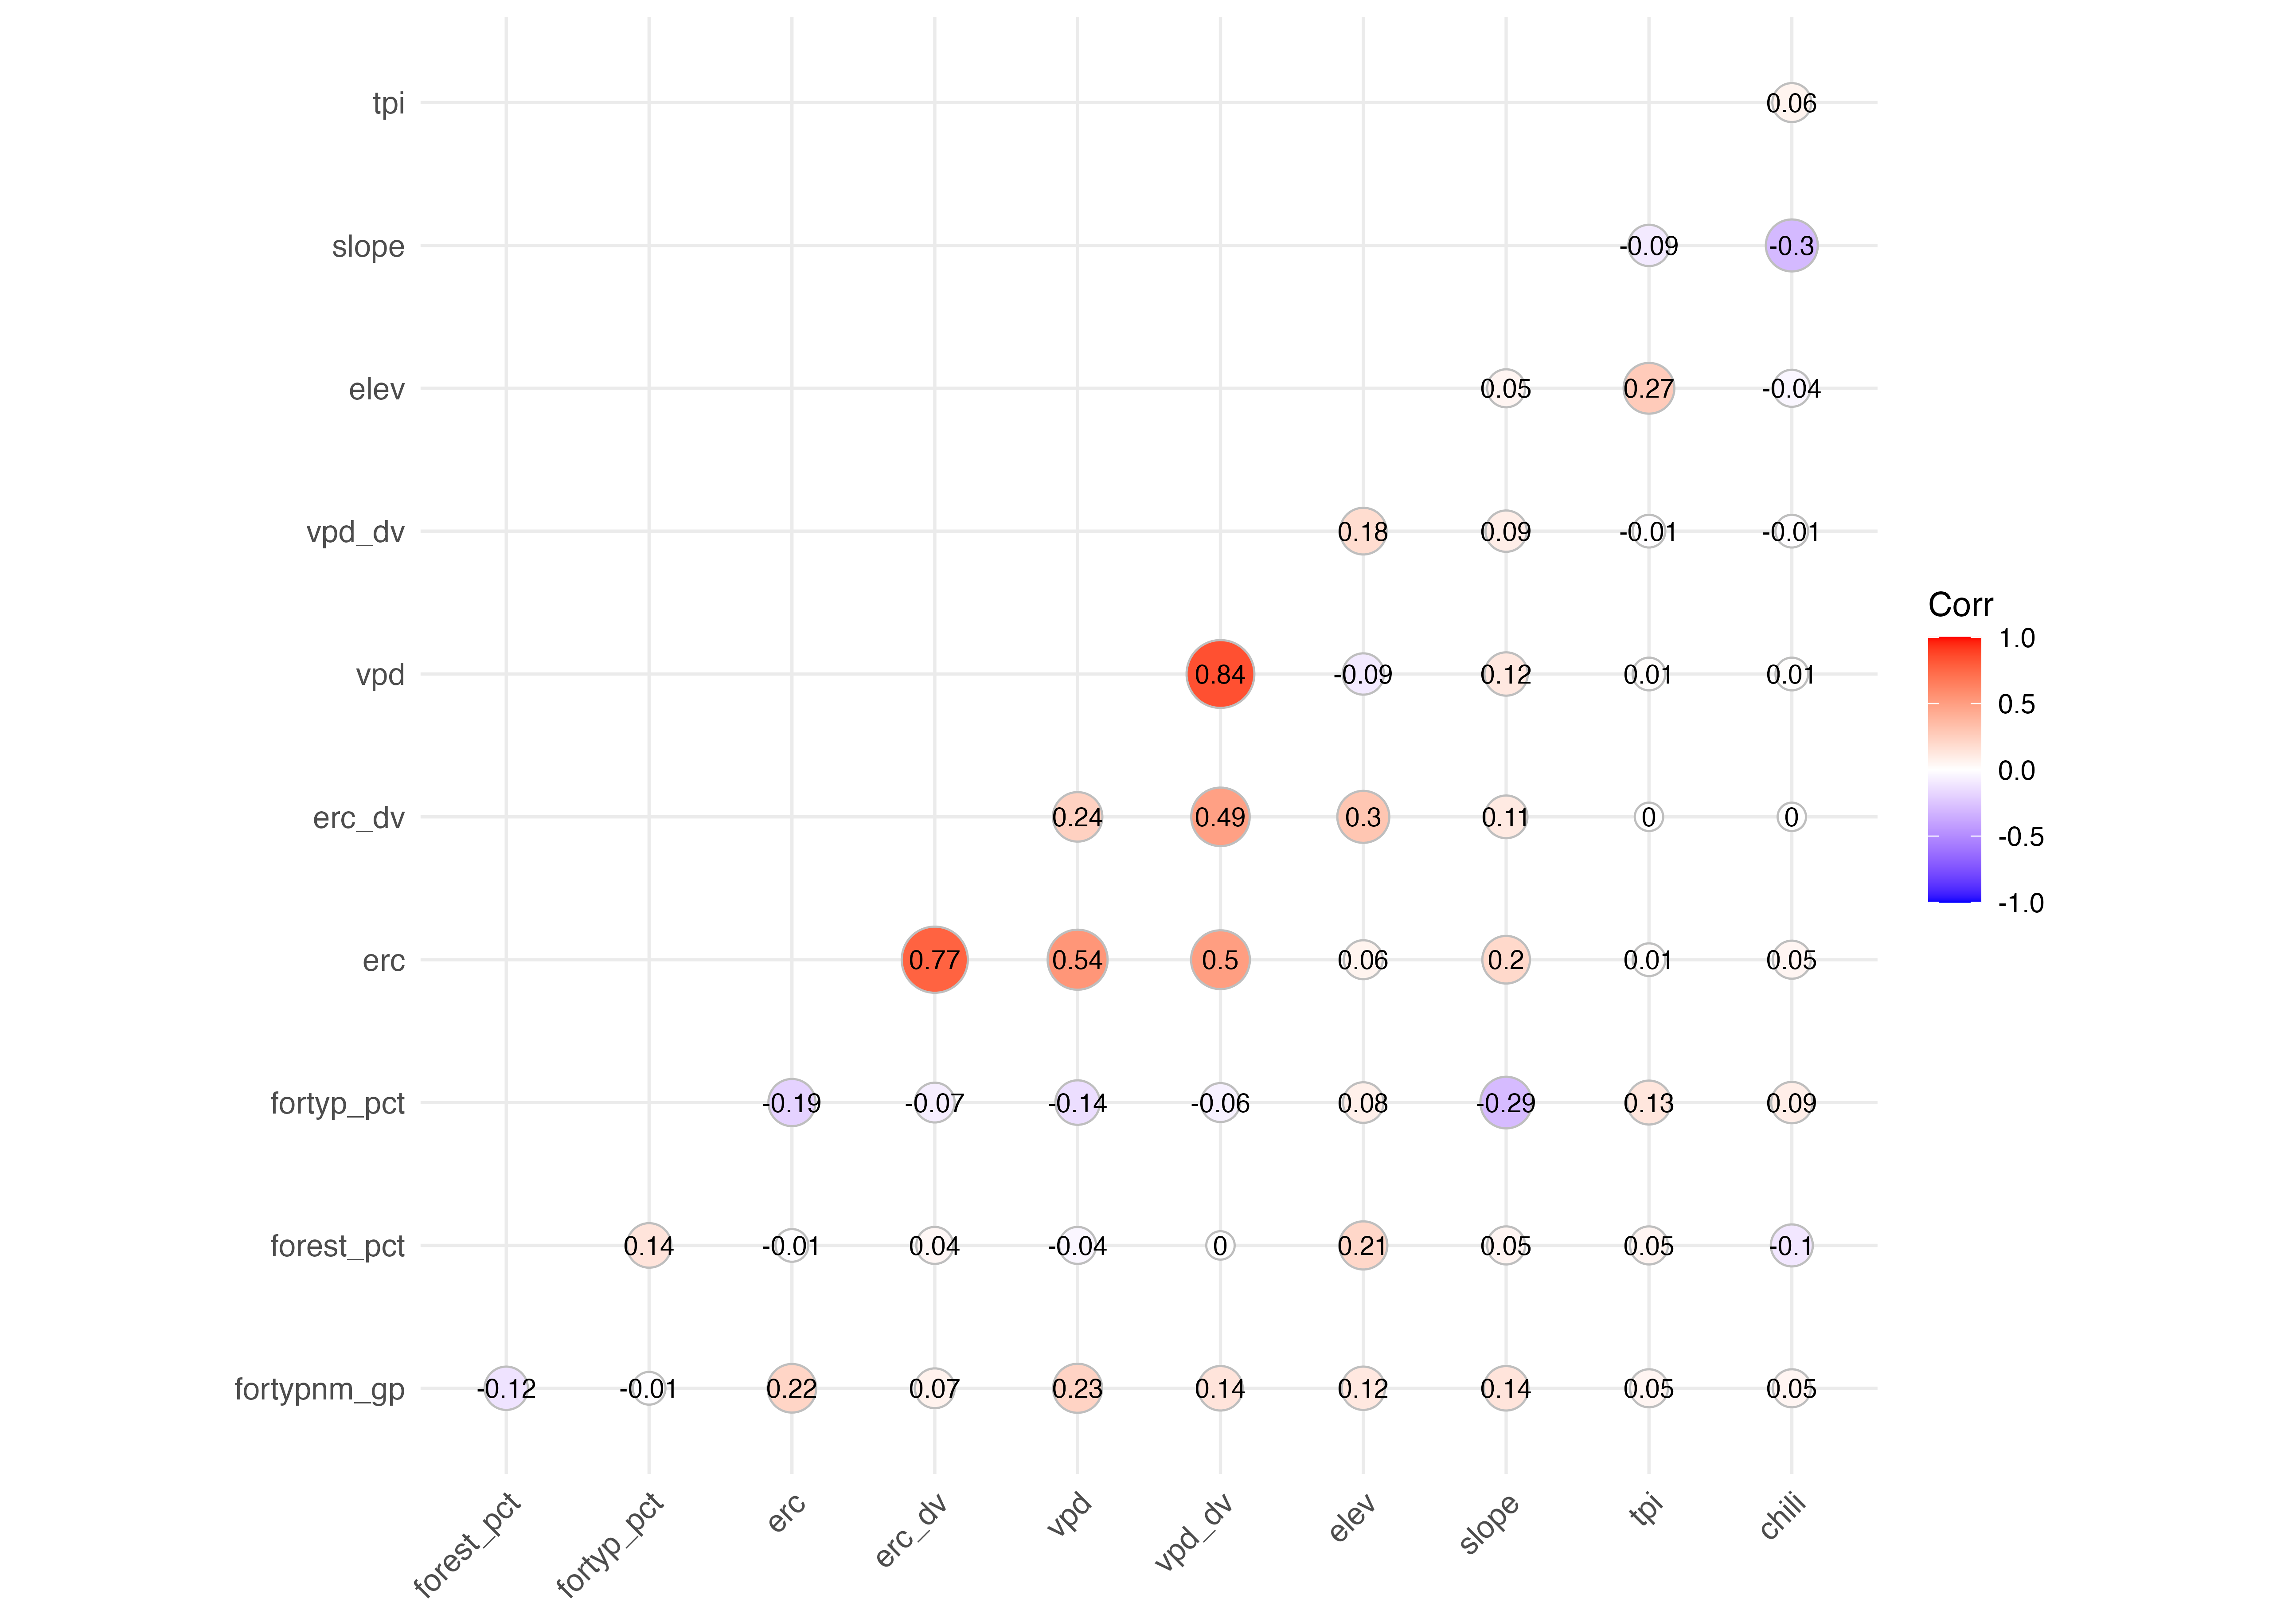 tpi 0.06
slope -0.09 -0.3
elev 0.05 0.27 -0.04
vpd_dv 0.18 0.09 -0.01 -0.01
Corr
1.0
vpd 0.84 -0.09 0.12 0.01 0.01
0.5
0.0
erc_dv 0.24 0.49 0.3 0.11 0 0
-0.5
-1.0
erc 0.77 0.54 0.5 0.06 0.2 0.01 0.05
fortyp_pct -0.19 -0.07 -0.14 -0.06 0.08 -0.29 0.13 0.09
forest_pct 0.14 -0.01 0.04 -0.04 0 0.21 0.05 0.05 -0.1
fortypnm_gp -0.12 -0.01 0.22 0.07 0.23 0.14 0.12 0.14 0.05 0.05
forest_pct fortyp_pct erc erc_dv vpd vpd_dv elev slope tpi chili